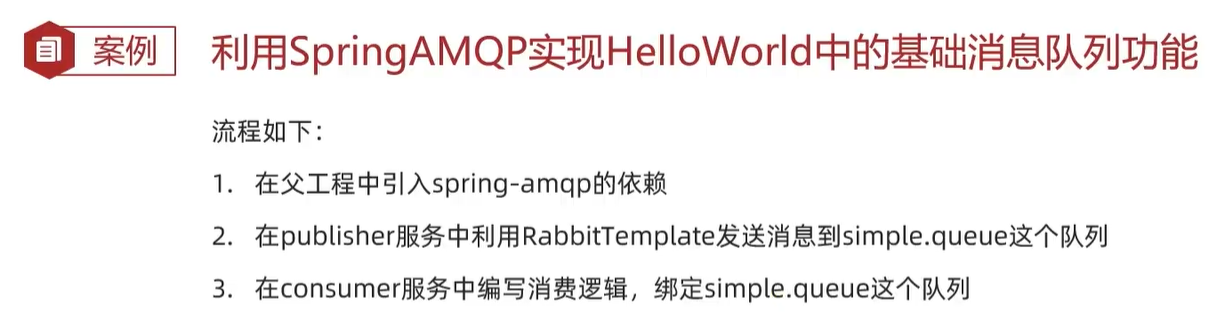 案例
利用SpringAMQP实现HelloWorld中的基础消息队列功能
流程如下：
1. 在父工程中引入spring-amqp的依赖
2. 在publisher服务中利用RabbitTemplate发送消息到simple.queue这个队列
3. 在consumer服务中编写消费逻辑，绑定simple.queue这个队列